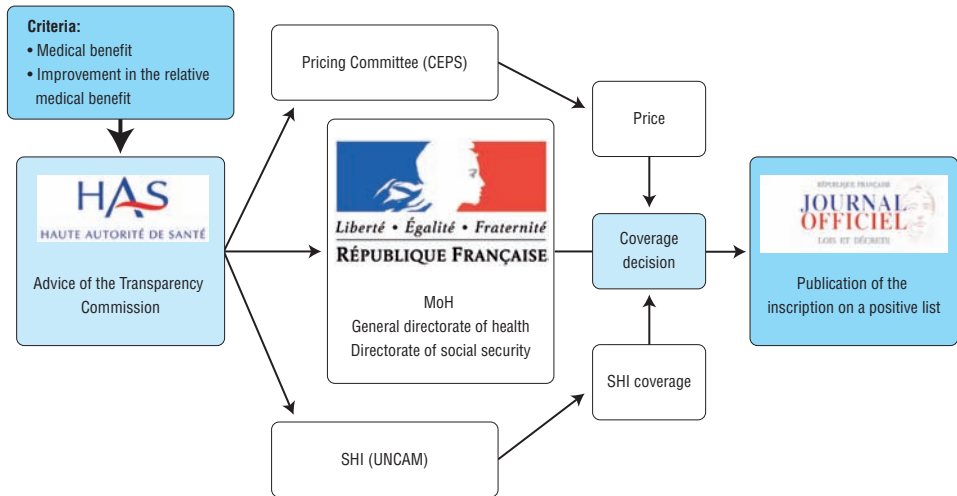 Criteria:
• Medical benefit
• Improvement in the relative
medical benefit
HAS
HAUTE AUTORITÉ DE SANTÉ
Advice of the Transparency
Commission
Pricing Committee (CEPS)
Liberté • Égalité • Fraternité
RÉPUBLIQUE FRANÇAISE
MoH
General directorate of health
Directorate of social security
SHI (UNCAM)
Price
Coverage
decision
SHI coverage
RÉPUBLIQUE FRANÇAISE
JOURNAL
OFFICIEL
LOIS ET DÉCRETS
Publication of the
inscription on a positive list